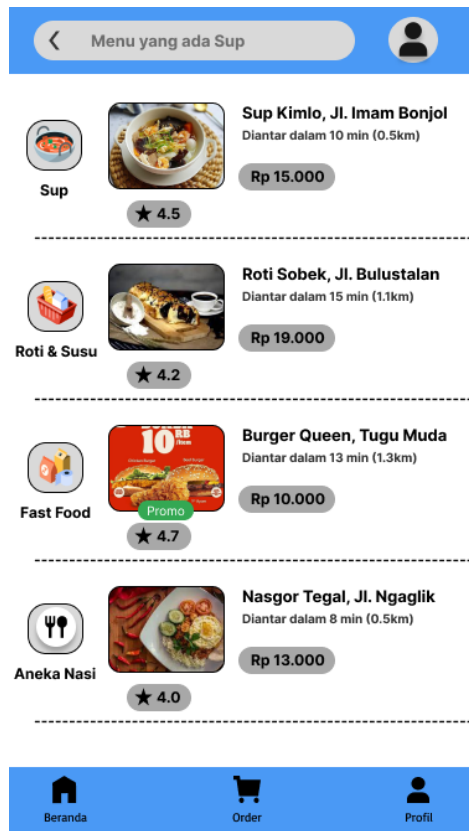 Menu yang ada Sup
Sup
Sup Kimlo, Jl. Imam Bonjol
Diantar dalam 10 min (0.5km)
Rp 15.000
★ 4.5
Roti & Susu
Roti Sobek, Jl. Bulustalan
Diantar dalam 15 min (1.1km)
Rp 19.000
★ 4.2
Fast Food
10 RB
/Item
Promo
Burger Queen, Tugu Muda
Diantar dalam 13 min (1.3km)
Rp 10.000
★ 4.7
Aneka Nasi
Nasgor Tegal, Jl. Ngaglik
Diantar dalam 8 min (0.5km)
Rp 13.000
★ 4.0
Beranda
Order
Profil